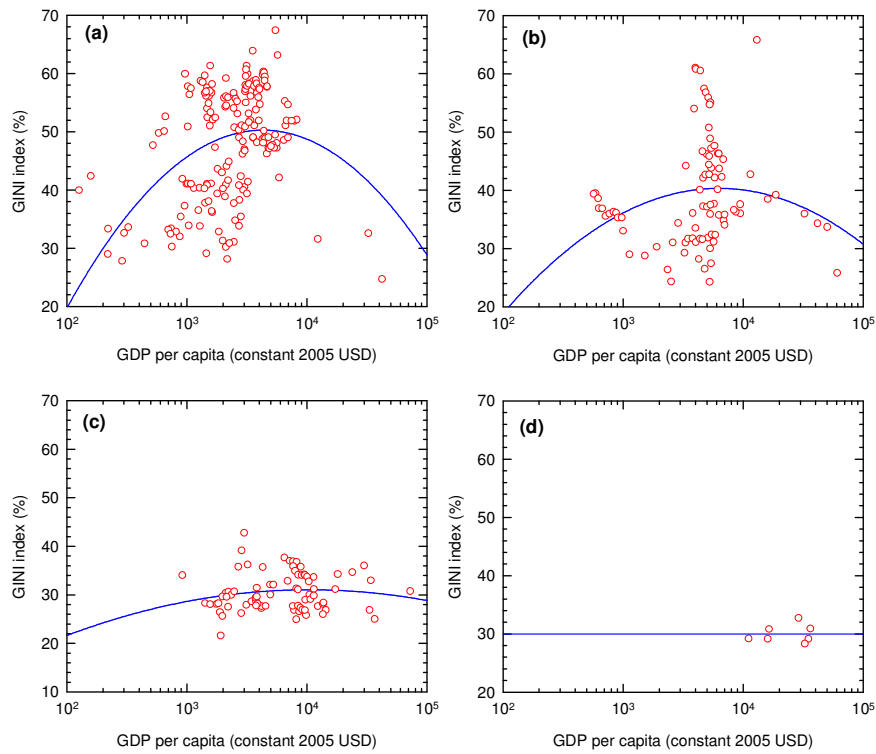 (a)
GINI index (%)
70
60
50
40
30
20
10² 10³ 10⁴ 10⁵
GDP per capita (constant 2005 USD)
(b)
GINI index (%)
70
60
50
40
30
20
10² 10³ 10⁴ 10⁵
GDP per capita (constant 2005 USD)
(c)
GINI index (%)
70
60
50
40
30
20
10
10² 10³ 10⁴ 10⁵
GDP per capita (constant 2005 USD)
(d)
GINI index (%)
70
60
50
40
30
20
10² 10³ 10⁴ 10⁵
GDP per capita (constant 2005 USD)